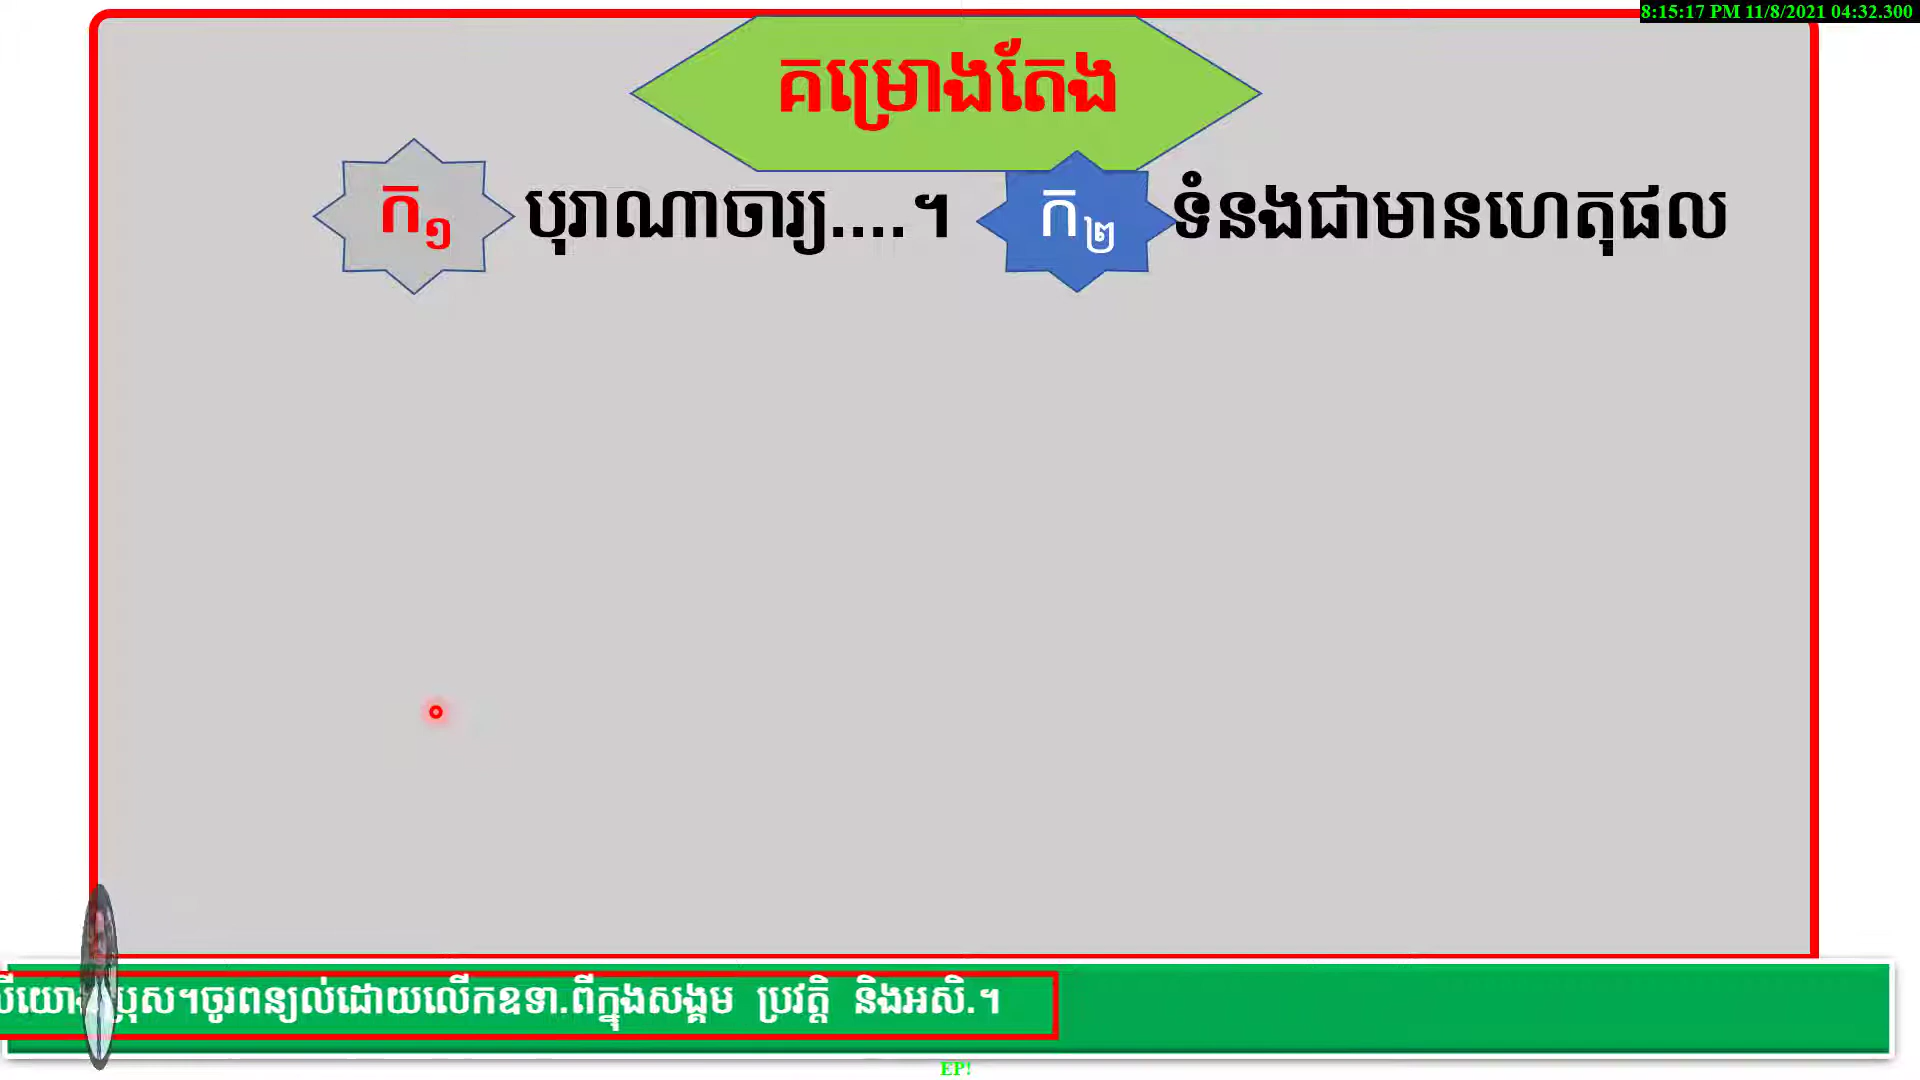 8:15:17 PM 11/8/2021 04:32.300
គម្រោងតែង
ក១ បុរាណាចារ្យ....។ ក២ ទំនងជាមានហេតុផល
ប្រុស។ចូរពន្យល់ដោយលើកឧទា.ពីក្នុងសង្គម ប្រវត្តិ និងអសិ.។
EP!